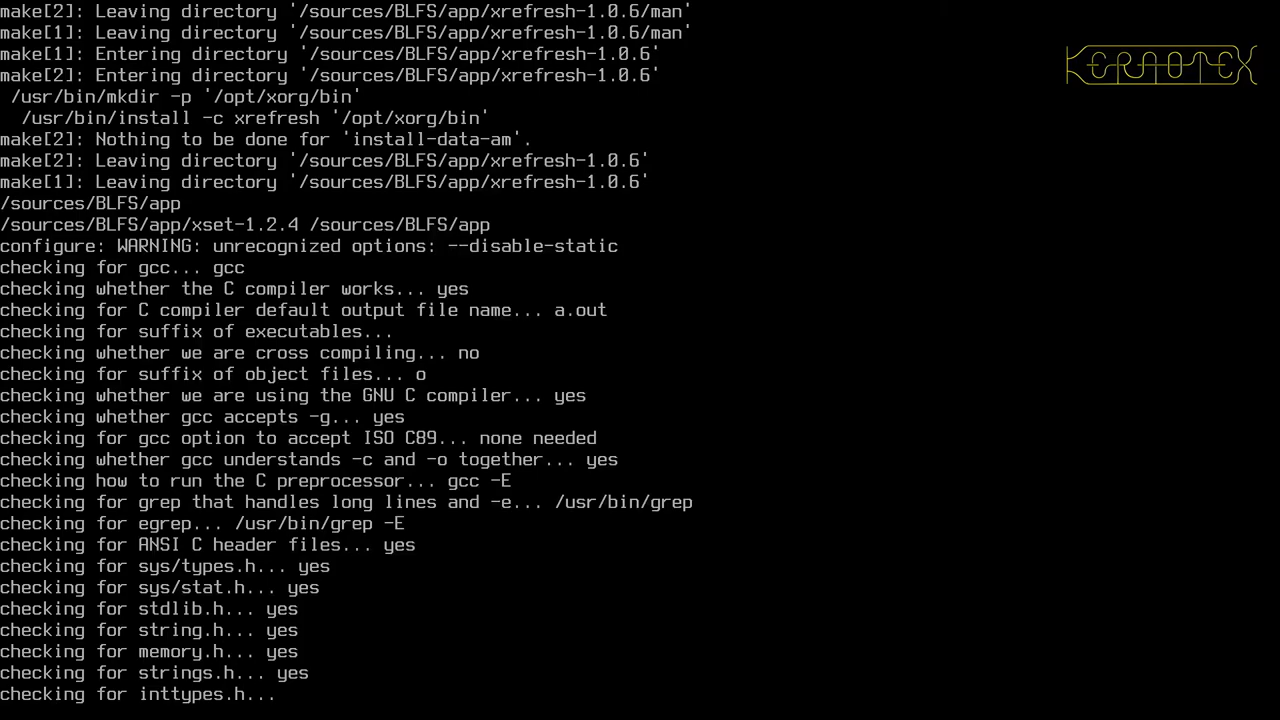 make[2]: Leaving directory '/sources/BLFS/app/xrefresh-1.0.6/man'
make[1]: Leaving directory '/sources/BLFS/app/xrefresh-1.0.6/man'
make[1]: Entering directory '/sources/BLFS/app/xrefresh-1.0.6'
make[2]: Entering directory '/sources/BLFS/app/xrefresh-1.0.6'
 /usr/bin/mkdir -p '/opt/xorg/bin'
  /usr/bin/install -c xrefresh '/opt/xorg/bin'
make[2]: Nothing to be done for 'install-data-am'.
make[2]: Leaving directory '/sources/BLFS/app/xrefresh-1.0.6'
make[1]: Leaving directory '/sources/BLFS/app/xrefresh-1.0.6'
/sources/BLFS/app
/sources/BLFS/app/xset-1.2.4 /sources/BLFS/app
configure: WARNING: unrecognized options: --disable-static
checking for gcc... gcc
checking whether the C compiler works... yes
checking for C compiler default output file name... a.out
checking for suffix of executables...
checking whether we are cross compiling... no
checking for suffix of object files... o
checking whether we are using the GNU C compiler... yes
checking whether gcc accepts -g... yes
checking for gcc option to accept ISO C89... none needed
checking whether gcc understands -c and -o together... yes
checking how to run the C preprocessor... gcc -E
checking for grep that handles long lines and -e... /usr/bin/grep
checking for egrep... /usr/bin/grep -E
checking for ANSI C header files... yes
checking for sys/types.h... yes
checking for sys/stat.h... yes
checking for stdlib.h... yes
checking for string.h... yes
checking for memory.h... yes
checking for strings.h... yes
checking for inttypes.h...
KERNOTEX